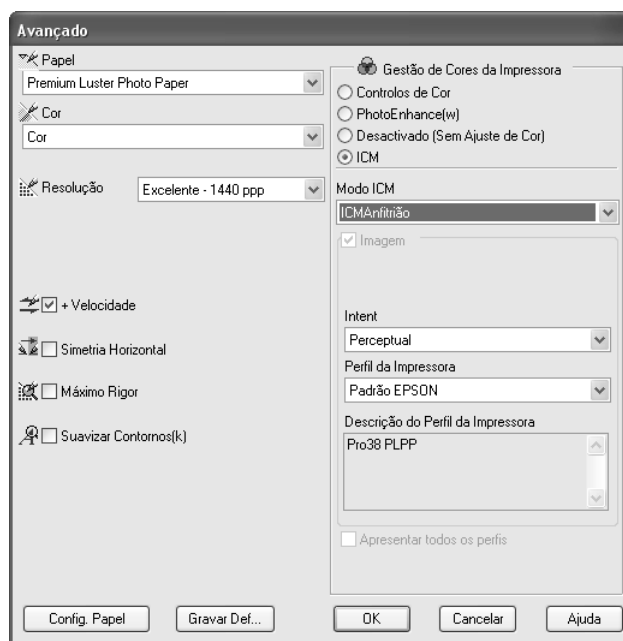 Avançado
Papel
Premium Luster Photo Paper
Cor
Cor
Resolução
Excelente - 1440 ppp
+ Velocidade
Simetria Horizontal
Máximo Rigor
Suavizar Contornos(k)
Gestão de Cores da Impressora
Controlos de Cor
PhotoEnhance(w)
Desactivado (Sem Ajuste de Cor)
ICM
Modo ICM
ICMAnfitrião
Imagem
Intent
Perceptual
Perfil da Impressora
Padrão EPSON
Descrição do Perfil da Impressora
Pro38 PLPP
Apresentar todos os perfis
Config. Papel
Gravar Def...
OK
Cancelar
Ajuda